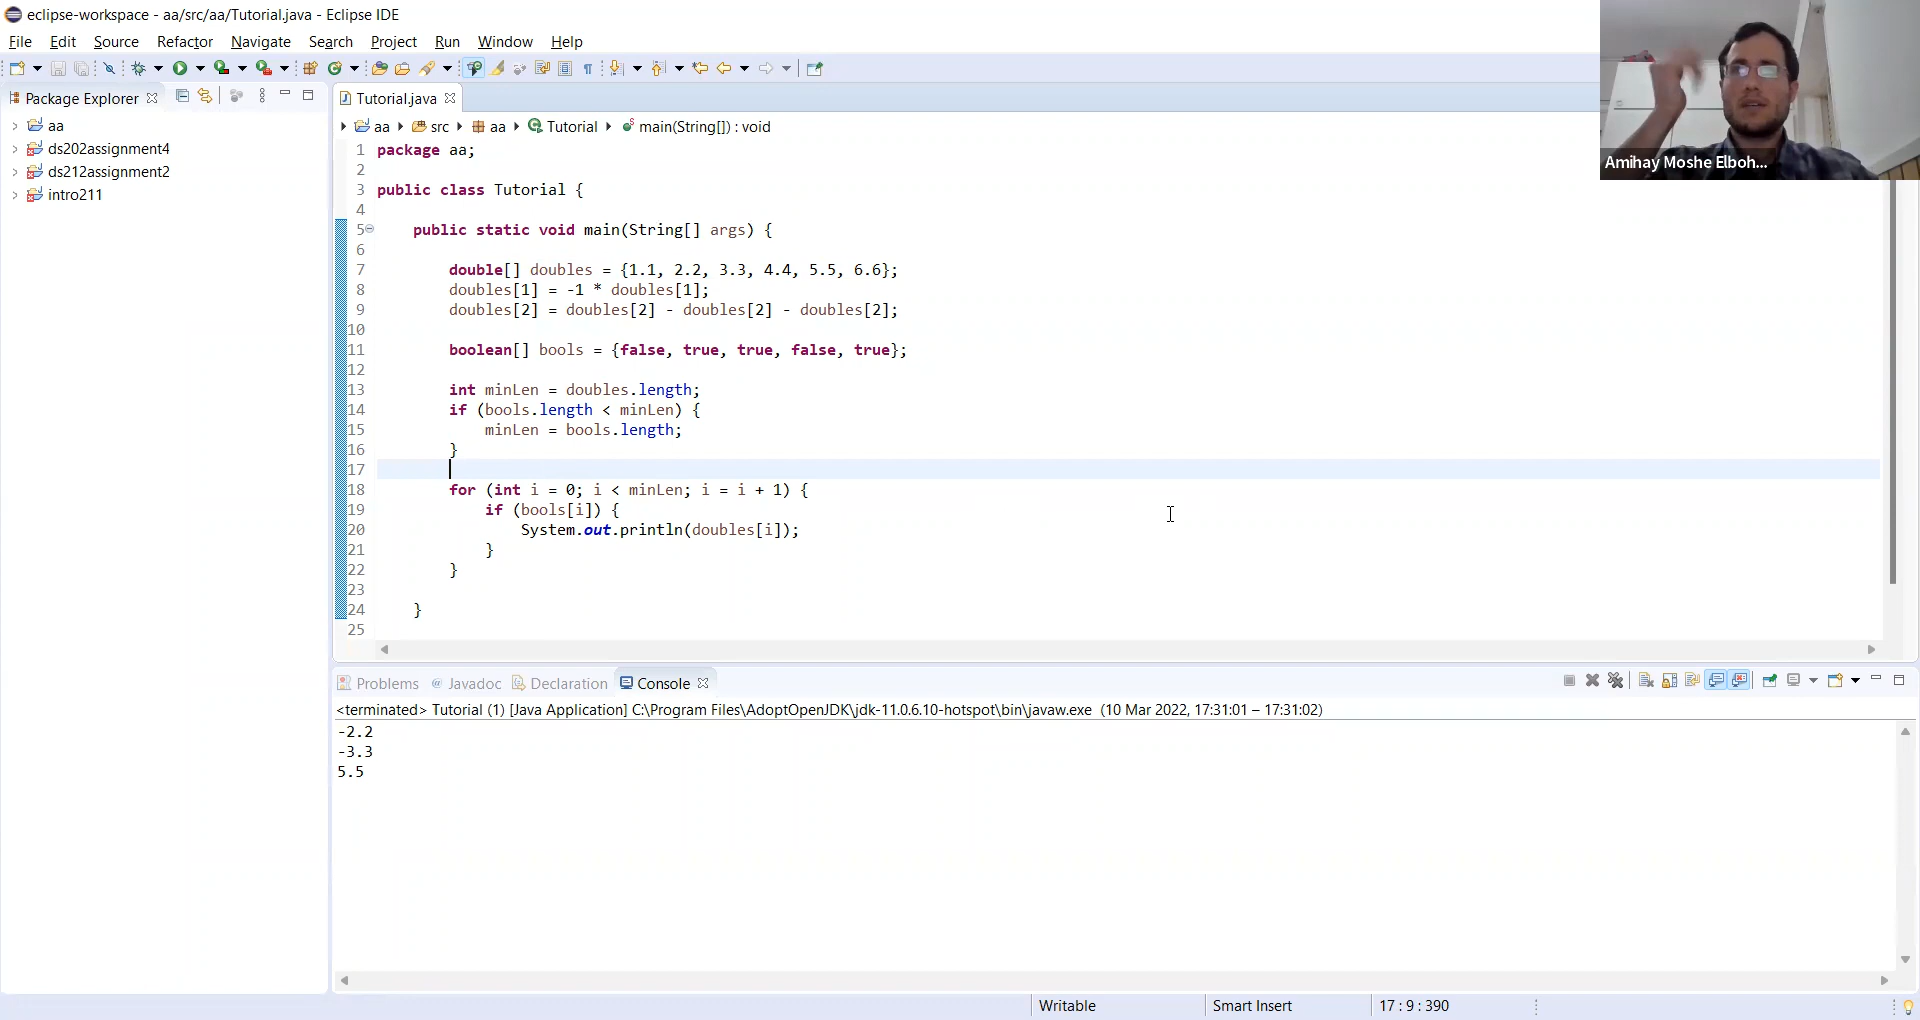 eclipse-workspace - aa/src/aa/Tutorial.java - Eclipse IDE
File Edit Source Refactor Navigate Search Project Run Window Help
Package Explorer
aa
ds202assignment4
ds212assignment2
intro211
Tutorial.java
aa src aa Tutorial main(String[]) : void
1 package aa;
2
3 public class Tutorial {
4
5 public static void main(String[] args) {
6
7 double[] doubles = {1.1, 2.2, 3.3, 4.4, 5.5, 6.6};
8 doubles[1] = -1 * doubles[1];
9 doubles[2] = doubles[2] - doubles[2] - doubles[2];
10
11 boolean[] bools = {false, true, true, false, true};
12
13 int minLen = doubles.length;
14 if (bools.length < minLen) {
15 minLen = bools.length;
16 }
17
18 for (int i = 0; i < minLen; i = i + 1) {
19 if (bools[i]) {
20 System.out.println(doubles[i]);
21 }
22 }
23
24 }
25
Amihay Moshe Elboh...
Problems Javadoc Declaration Console
<terminated> Tutorial (1) [Java Application] C:\Program Files\AdoptOpenJDK\jdk-11.0.6.10-hotspot\bin\javaw.exe (10 Mar 2022, 17:31:01 – 17:31:02)
-2.2
-3.3
5.5
Writable Smart Insert 17 : 9 : 390